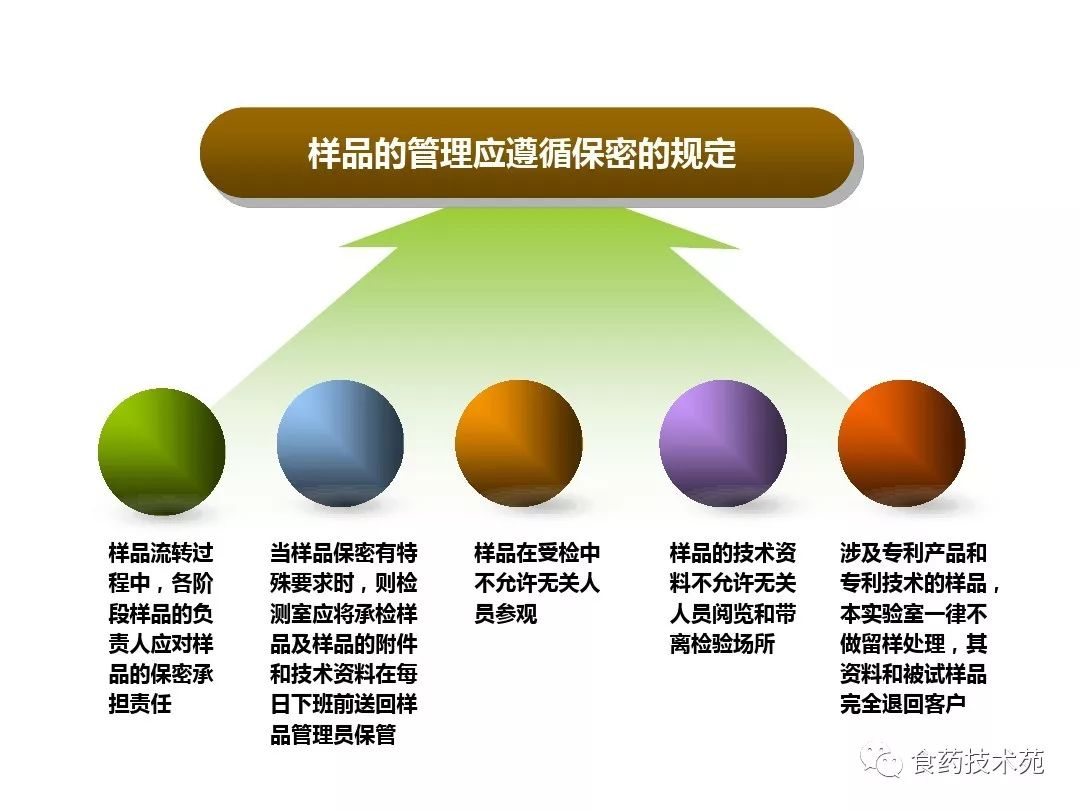 样品的管理应遵循保密的规定
样品流转过
程中，各阶
段样品的负
责人应对样
品的保密承
担责任
当样品保密有特
殊要求时，则检
测室应将承检样
品及样品的附件
和技术资料在每
日下班前送回样
品管理员保管
样品在受检中
不允许无关人
员参观
样品的技术资
料不允许无关
人员阅览和带
离检验场所
涉及专利产品和
专利技术的样品，
本实验室一律不
做留样处理，其
资料和被试样品
完全退回客户
食药技术苑